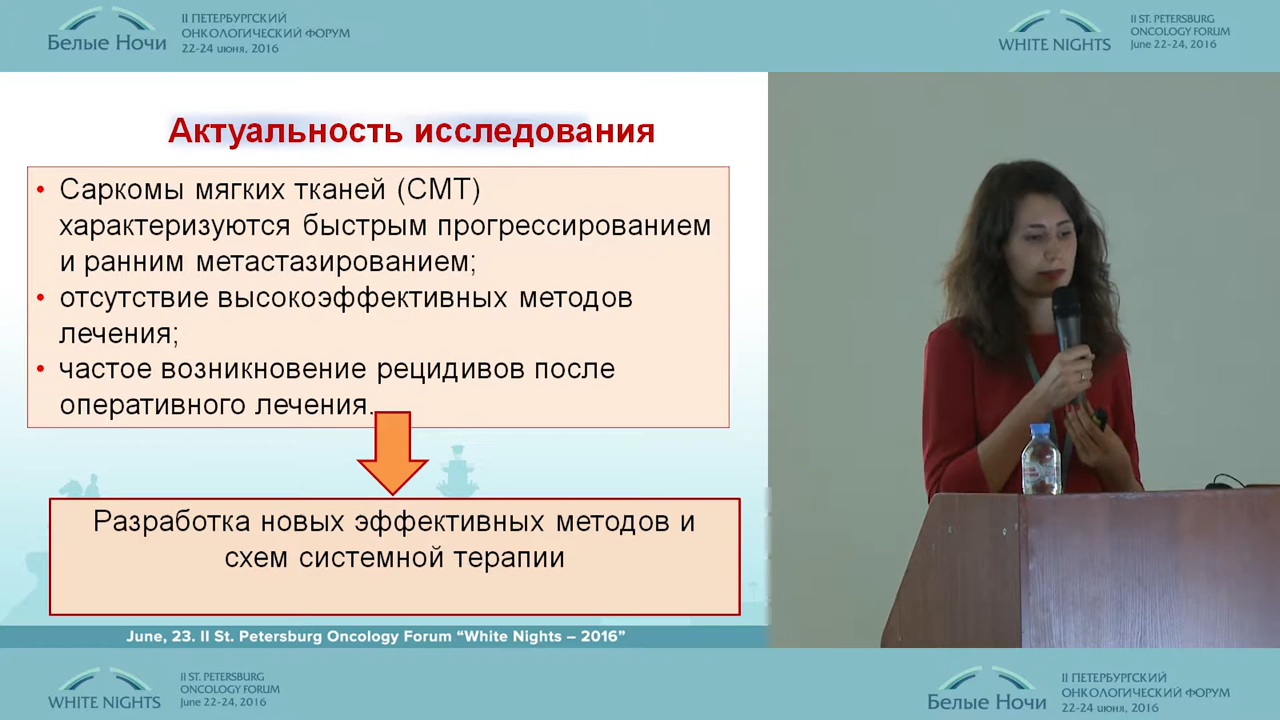 Белые Ночи
II ПЕТЕРБУРГСКИЙ
ОНКОЛОГИЧЕСКИЙ ФОРУМ
22-24 июня, 2016
WHITE NIGHTS
II ST. PETERSBURG
ONCOLOGY FORUM
June 22-24, 2016
Актуальность исследования
• Саркомы мягких тканей (СМТ)
характеризуются быстрым прогрессированием
и ранним метастазированием;
• отсутствие высокоэффективных методов
лечения;
• частое возникновение рецидивов после
оперативного лечения.
Разработка новых эффективных методов и
схем системной терапии
June, 23. II St. Petersburg Oncology Forum “White Nights – 2016”
WHITE NIGHTS
II ST. PETERSBURG
ONCOLOGY FORUM
June 22-24, 2016
Белые Ночи
II ПЕТЕРБУРГСКИЙ
ОНКОЛОГИЧЕСКИЙ ФОРУМ
22-24 июня, 2016